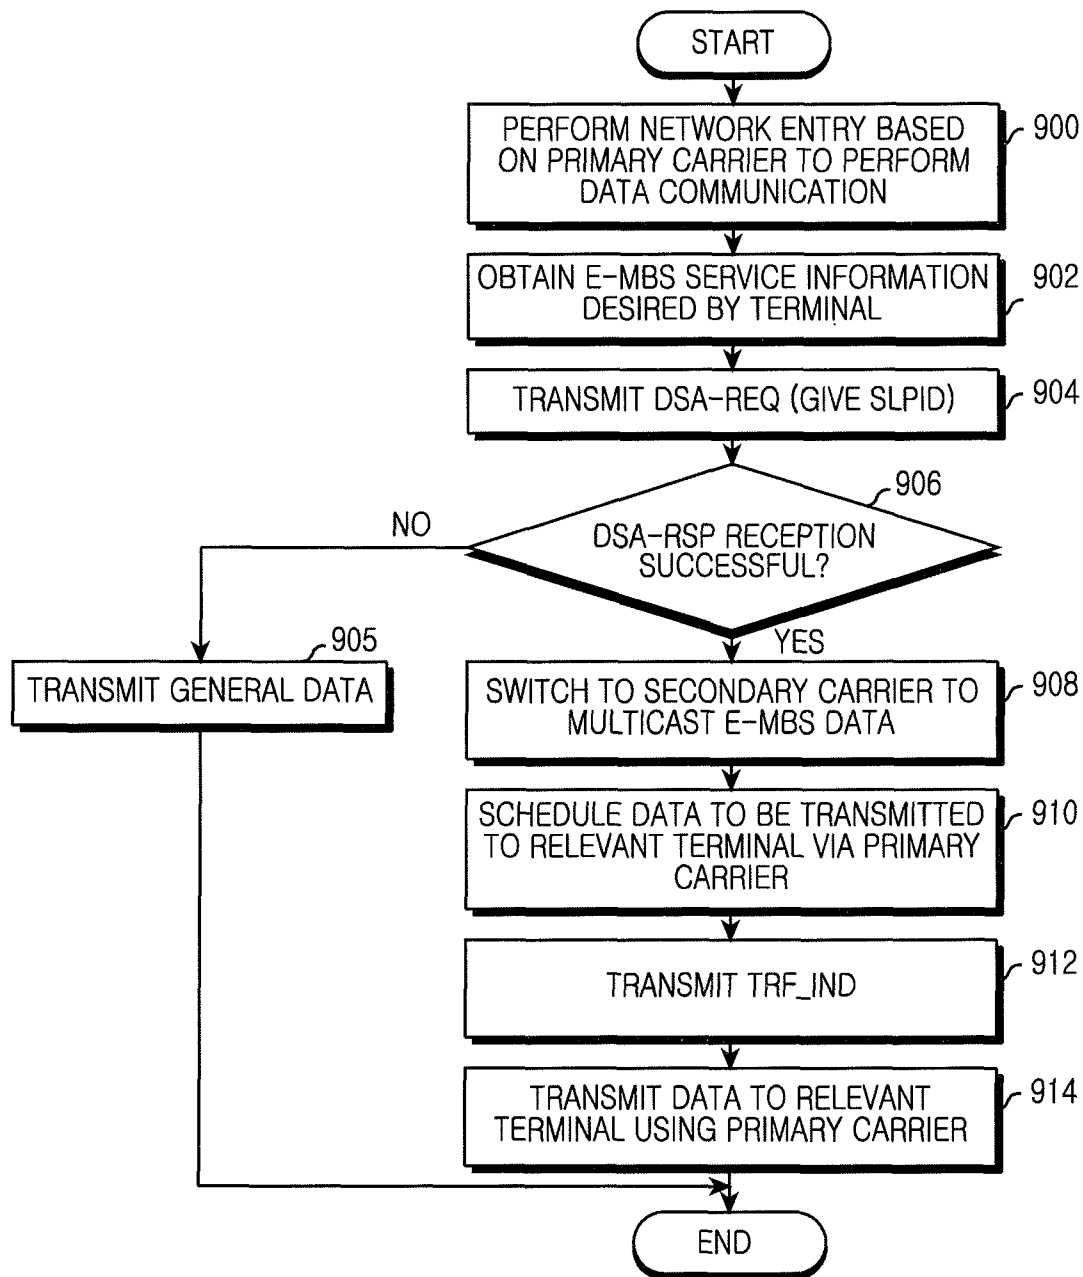 START
PERFORM NETWORK ENTRY BASED
ON PRIMARY CARRIER TO PERFORM
DATA COMMUNICATION
900
OBTAIN E-MBS SERVICE INFORMATION
DESIRED BY TERMINAL
902
TRANSMIT DSA-REQ (GIVE SLPID)
904
906
DSA-RSP RECEPTION
SUCCESSFUL?
NO
YES
905
TRANSMIT GENERAL DATA
SWITCH TO SECONDARY CARRIER TO
MULTICAST E-MBS DATA
908
SCHEDULE DATA TO BE TRANSMITTED
TO RELEVANT TERMINAL VIA PRIMARY
CARRIER
910
TRANSMIT TRF_IND
912
TRANSMIT DATA TO RELEVANT
TERMINAL USING PRIMARY CARRIER
914
END